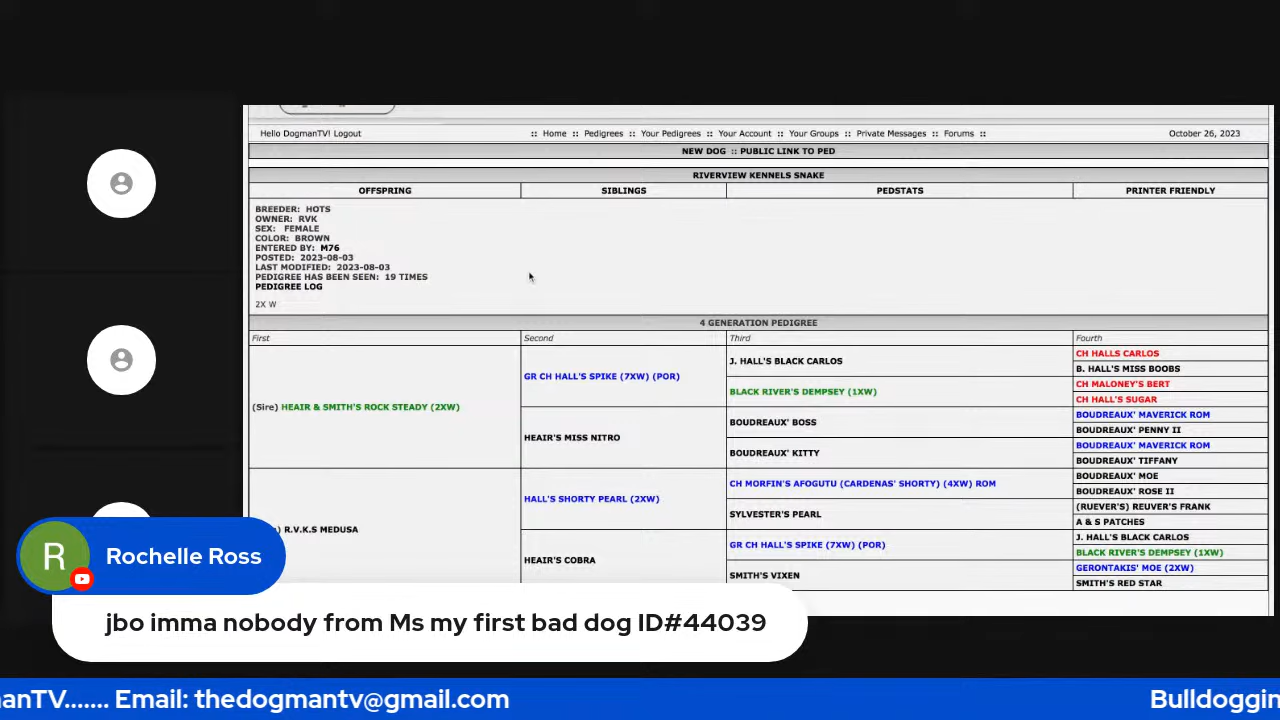 Hello DogmanTV! Logout :: Home :: Pedigrees :: Your Pedigrees :: Your Account :: Your Groups :: Private Messages :: Forums :: October 26, 2023
NEW DOG :: PUBLIC LINK TO PED
RIVERVIEW KENNELS SNAKE
OFFSPRING SIBLINGS PEDSTATS PRINTER FRIENDLY
BREEDER: HOTS
OWNER: RVK
SEX: FEMALE
COLOR: BROWN
ENTERED BY: M76
POSTED: 2023-08-03
LAST MODIFIED: 2023-08-03
PEDIGREE HAS BEEN SEEN: 19 TIMES
PEDIGREE LOG
2X W
4 GENERATION PEDIGREE
First Second Third Fourth
(Sire) HEAIR & SMITH'S ROCK STEADY (2XW)
GR CH HALL'S SPIKE (7XW) (POR)
J. HALL'S BLACK CARLOS
CH HALLS CARLOS
B. HALL'S MISS BOOBS
BLACK RIVER'S DEMPSEY (1XW)
CH MALONEY'S BERT
CH HALL'S SUGAR
HEAIR'S MISS NITRO
BOUDREAUX' BOSS
BOUDREAUX' MAVERICK ROM
BOUDREAUX' PENNY II
BOUDREAUX' KITTY
BOUDREAUX' MAVERICK ROM
BOUDREAUX' TIFFANY
) R.V.K.S MEDUSA
HALL'S SHORTY PEARL (2XW)
CH MORFIN'S AFOGUTU (CARDENAS' SHORTY) (4XW) ROM
BOUDREAUX' MOE
BOUDREAUX' ROSE II
SYLVESTER'S PEARL
(RUEVER'S) REUVER'S FRANK
A & S PATCHES
HEAIR'S COBRA
GR CH HALL'S SPIKE (7XW) (POR)
J. HALL'S BLACK CARLOS
BLACK RIVER'S DEMPSEY (1XW)
SMITH'S VIXEN
GERONTAKIS' MOE (2XW)
SMITH'S RED STAR
R
Rochelle Ross
jbo imma nobody from Ms my first bad dog ID#44039
manTV....... Email: thedogmantv@gmail.com Bulldoggin